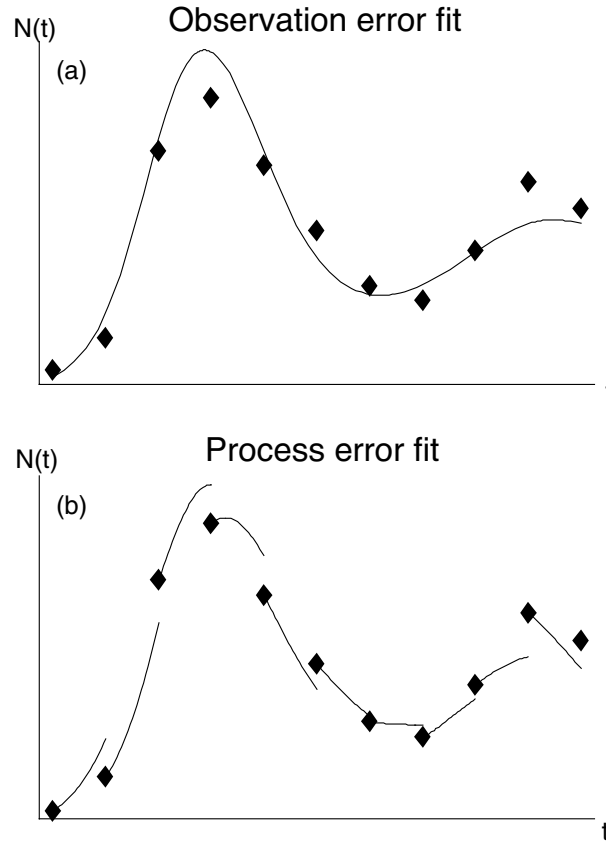 Observation error fit
N(t)
(a)
Process error fit
N(t)
(b)
t